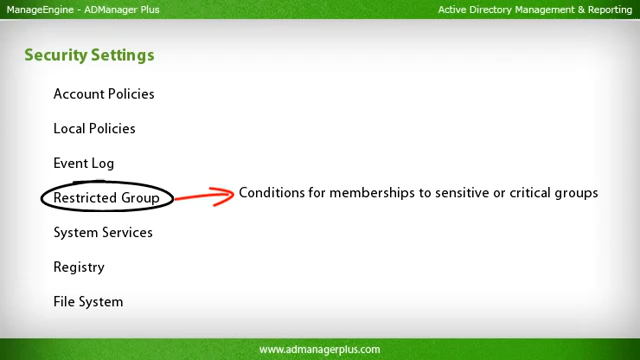 ManageEngine - ADManager Plus
Active Directory Management & Reporting
Security Settings
Account Policies
Local Policies
Event Log
Restricted Group
Conditions for memberships to sensitive or critical groups
System Services
Registry
File System
www.admanagerplus.com